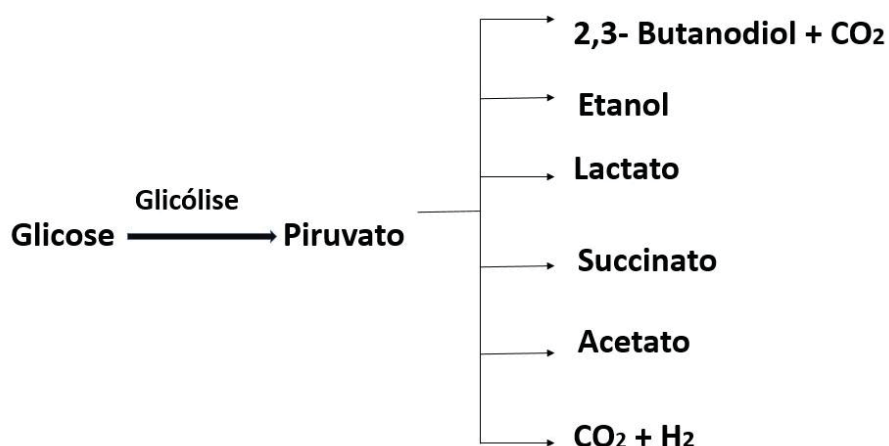 2,3- Butanodiol + CO₂
Etanol
Lactato
Glicólise
Glicose
Piruvato
Succinato
Acetato
CO₂ + H₂